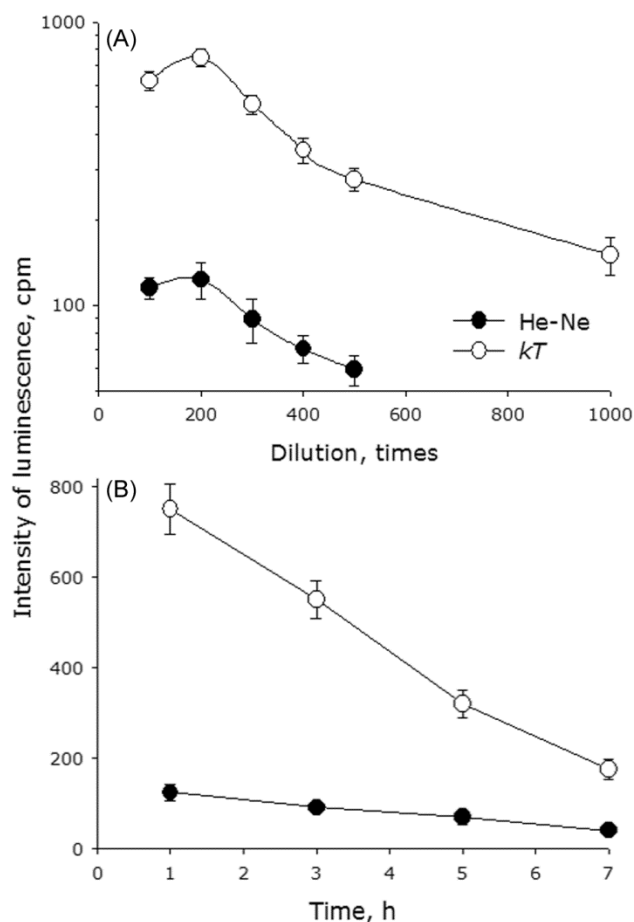 (A)
1000
100
He-Ne
kT
0 200 400 600 800 1000
Dilution, times
Intensity of luminescence, cpm
(B)
800
600
400
200
0
0 1 2 3 4 5 6 7
Time, h